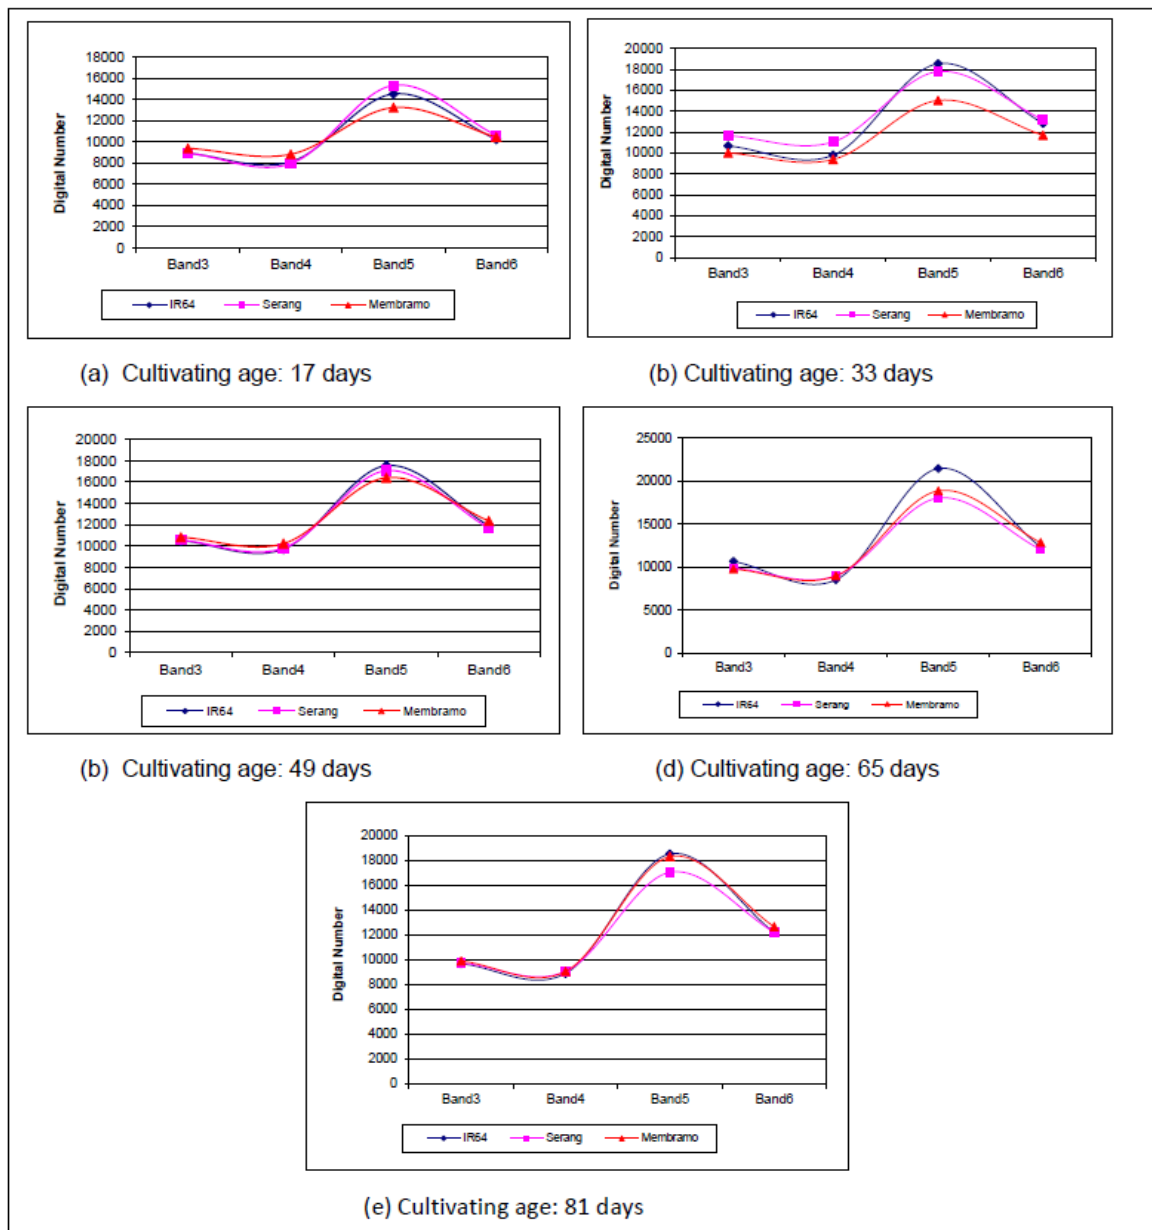 18000
16000
14000
12000
10000
8000
6000
4000
2000
0
Digital Number
Band3 Band4 Band5 Band6
IR64 Serang Membramo
(a) Cultivating age: 17 days
20000
18000
16000
14000
12000
10000
8000
6000
4000
2000
0
Digital Number
Band3 Band4 Band5 Band6
IR64 Serang Membramo
(b) Cultivating age: 33 days
20000
18000
16000
14000
12000
10000
8000
6000
4000
2000
0
Digital Number
Band3 Band4 Band5 Band6
IR64 Serang Membramo
(b) Cultivating age: 49 days
25000
20000
15000
10000
5000
0
Digital Number
Band3 Band4 Band5 Band6
IR64 Serang Membramo
(d) Cultivating age: 65 days
20000
18000
16000
14000
12000
10000
8000
6000
4000
2000
0
Digital Number
Band3 Band4 Band5 Band6
IR64 Serang Membramo
(e) Cultivating age: 81 days